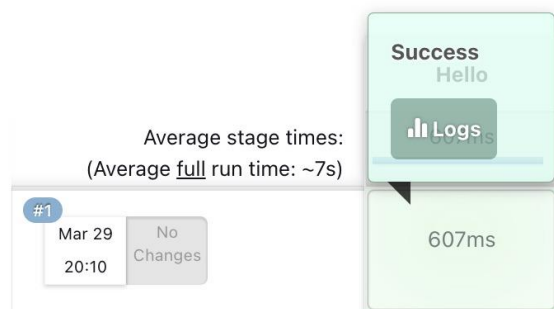 Success
Hello
Logs
Average stage times:
(Average full run time: ~7s)
#1
Mar 29
No
Changes
20:10
607ms